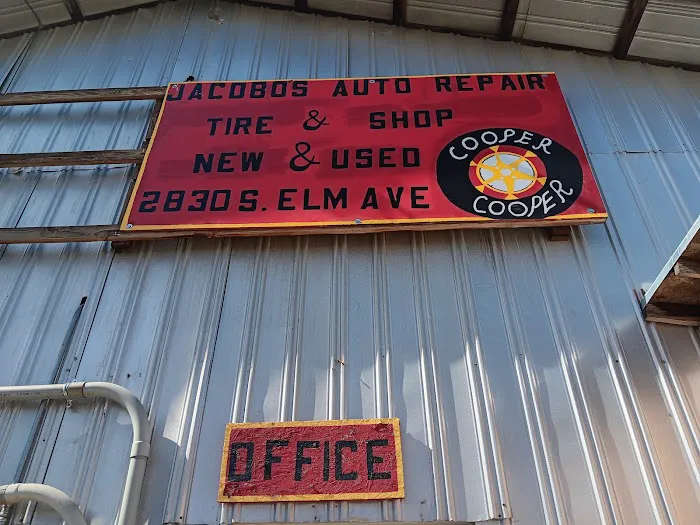 JACOBOS AUTO REPAIR
TIRE & SHOP
NEW & USED
2830 S. ELM AVE
COOPER
COOPER
OFFICE